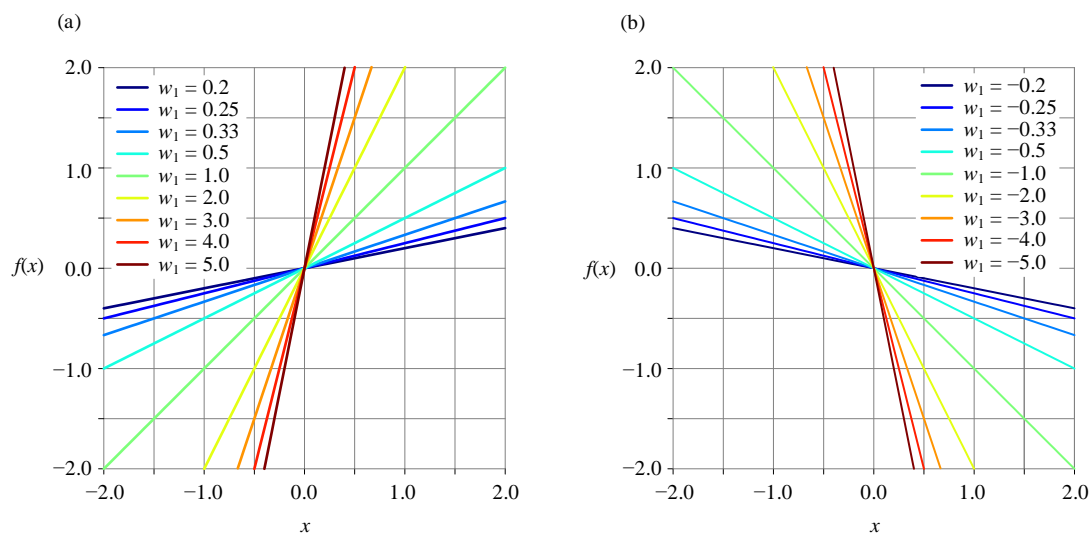 (a)
2.0
w₁ = 0.2
w₁ = 0.25
w₁ = 0.33
1.0
w₁ = 0.5
w₁ = 1.0
w₁ = 2.0
w₁ = 3.0
f(x)
0.0
w₁ = 4.0
w₁ = 5.0
−1.0
−2.0
−2.0 −1.0 0.0 1.0 2.0
x
(b)
2.0
w₁ = −0.2
w₁ = −0.25
w₁ = −0.33
1.0
w₁ = −0.5
w₁ = −1.0
w₁ = −2.0
w₁ = −3.0
f(x)
0.0
w₁ = −4.0
w₁ = −5.0
−1.0
−2.0
−2.0 −1.0 0.0 1.0 2.0
x